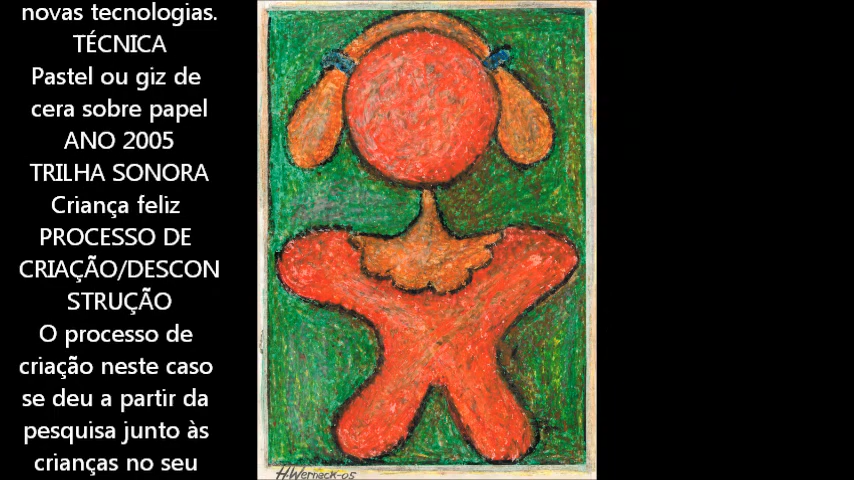 novas tecnologias.
TÉCNICA
Pastel ou giz de
cera sobre papel
ANO 2005
TRILHA SONORA
Criança feliz
PROCESSO DE
CRIAÇÃO/DESCON
STRUÇÃO
O processo de
criação neste caso
se deu a partir da
pesquisa junto às
crianças no seu
H.Werneck-05